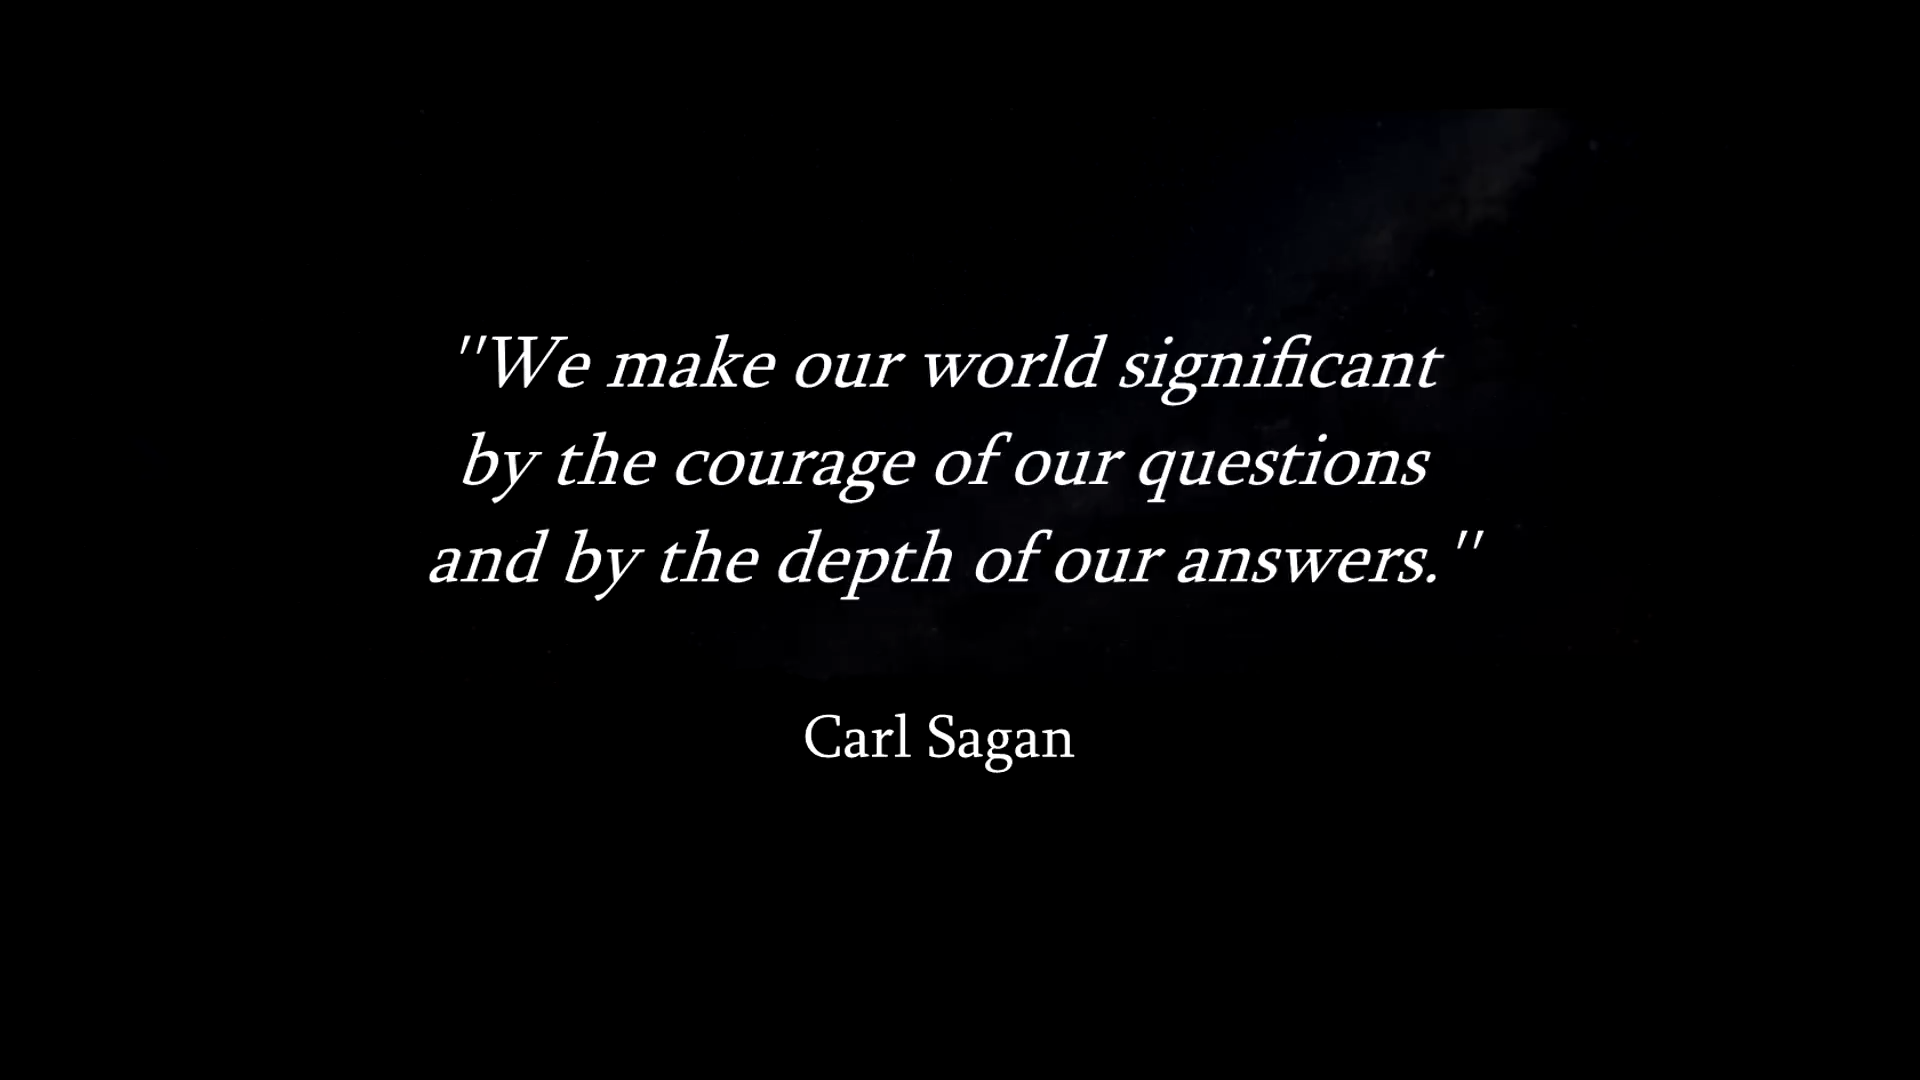 "We make our world significant
by the courage of our questions
and by the depth of our answers."
Carl Sagan